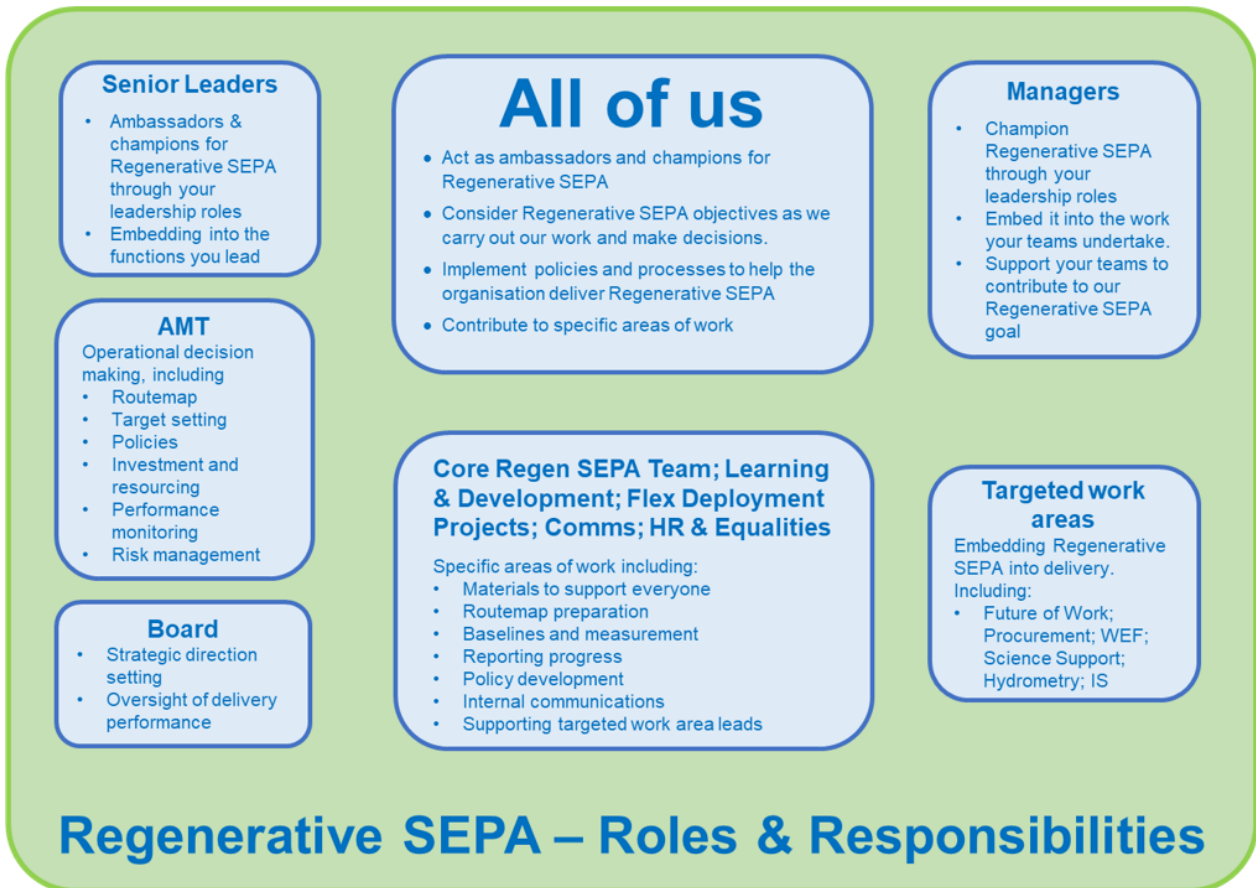 Senior Leaders
• Ambassadors &
champions for
Regenerative SEPA
through your
leadership roles
• Embedding into the
functions you lead
AMT
Operational decision
making, including
• Routemap
• Target setting
• Policies
• Investment and
resourcing
• Performance
monitoring
• Risk management
Board
• Strategic direction
setting
• Oversight of delivery
performance
All of us
• Act as ambassadors and champions for
Regenerative SEPA
• Consider Regenerative SEPA objectives as we
carry out our work and make decisions.
• Implement policies and processes to help the
organisation deliver Regenerative SEPA
• Contribute to specific areas of work
Core Regen SEPA Team; Learning
& Development; Flex Deployment
Projects; Comms; HR & Equalities
Specific areas of work including:
• Materials to support everyone
• Routemap preparation
• Baselines and measurement
• Reporting progress
• Policy development
• Internal communications
• Supporting targeted work area leads
Managers
• Champion
Regenerative SEPA
through your
leadership roles
• Embed it into the work
your teams undertake.
• Support your teams to
contribute to our
Regenerative SEPA
goal
Targeted work
areas
Embedding Regenerative
SEPA into delivery.
Including:
• Future of Work;
Procurement; WEF;
Science Support;
Hydrometry; IS
Regenerative SEPA – Roles & Responsibilities